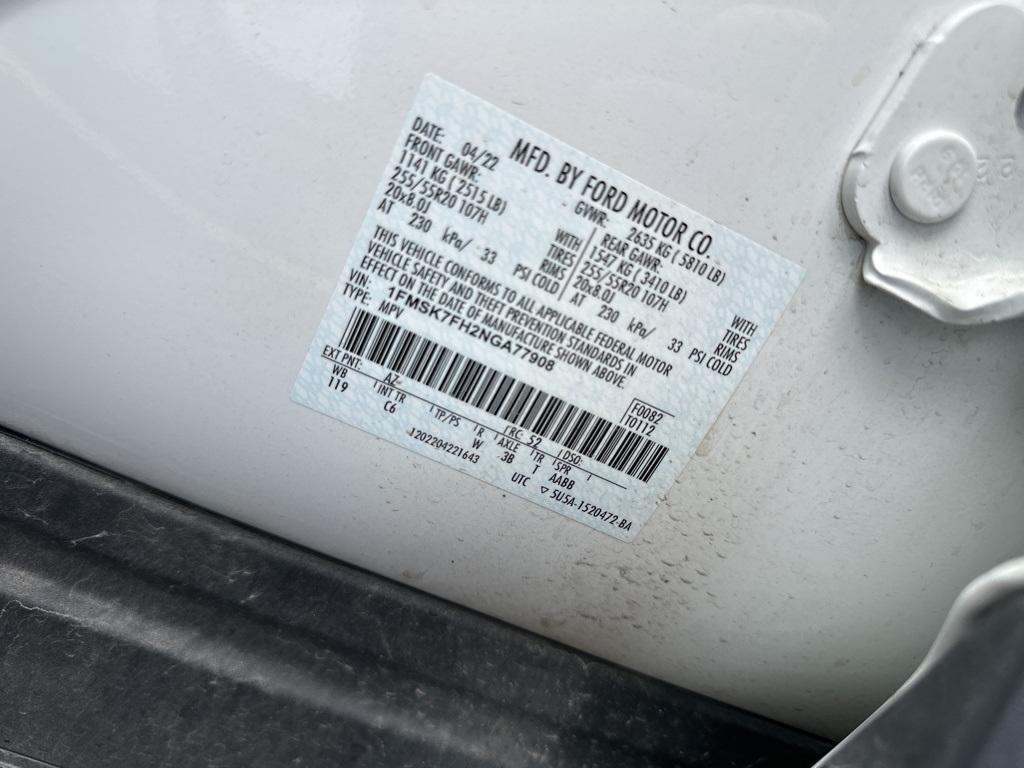 MFD. BY FORD MOTOR CO.
DATE: 04/22 GVWR: 2635 KG ( 5810 LB)
FRONT GAWR: REAR GAWR:
1141 KG ( 2515 LB) WITH 1547 KG ( 3410 LB) WITH
255/55R20 107H TIRES 255/55R20 107H TIRES
20x8.0J RIMS 20x8.0J RIMS
AT 230 kPa/ 33 PSI COLD AT 230 kPa/ 33 PSI COLD
THIS VEHICLE CONFORMS TO ALL APPLICABLE FEDERAL MOTOR
VEHICLE SAFETY AND THEFT PREVENTION STANDARDS IN
EFFECT ON THE DATE OF MANUFACTURE SHOWN ABOVE.
VIN: 1FMSK7FH2NGA77908
TYPE: MPV
F0082
T0112
EXT PNT: AZ RC: 52 DSO:
WB INT TR TP/PS R AXLE TR SPR
119 C6 W 3B T AABB
1202204221643 UTC ▽ 5U5A-1520472-BA